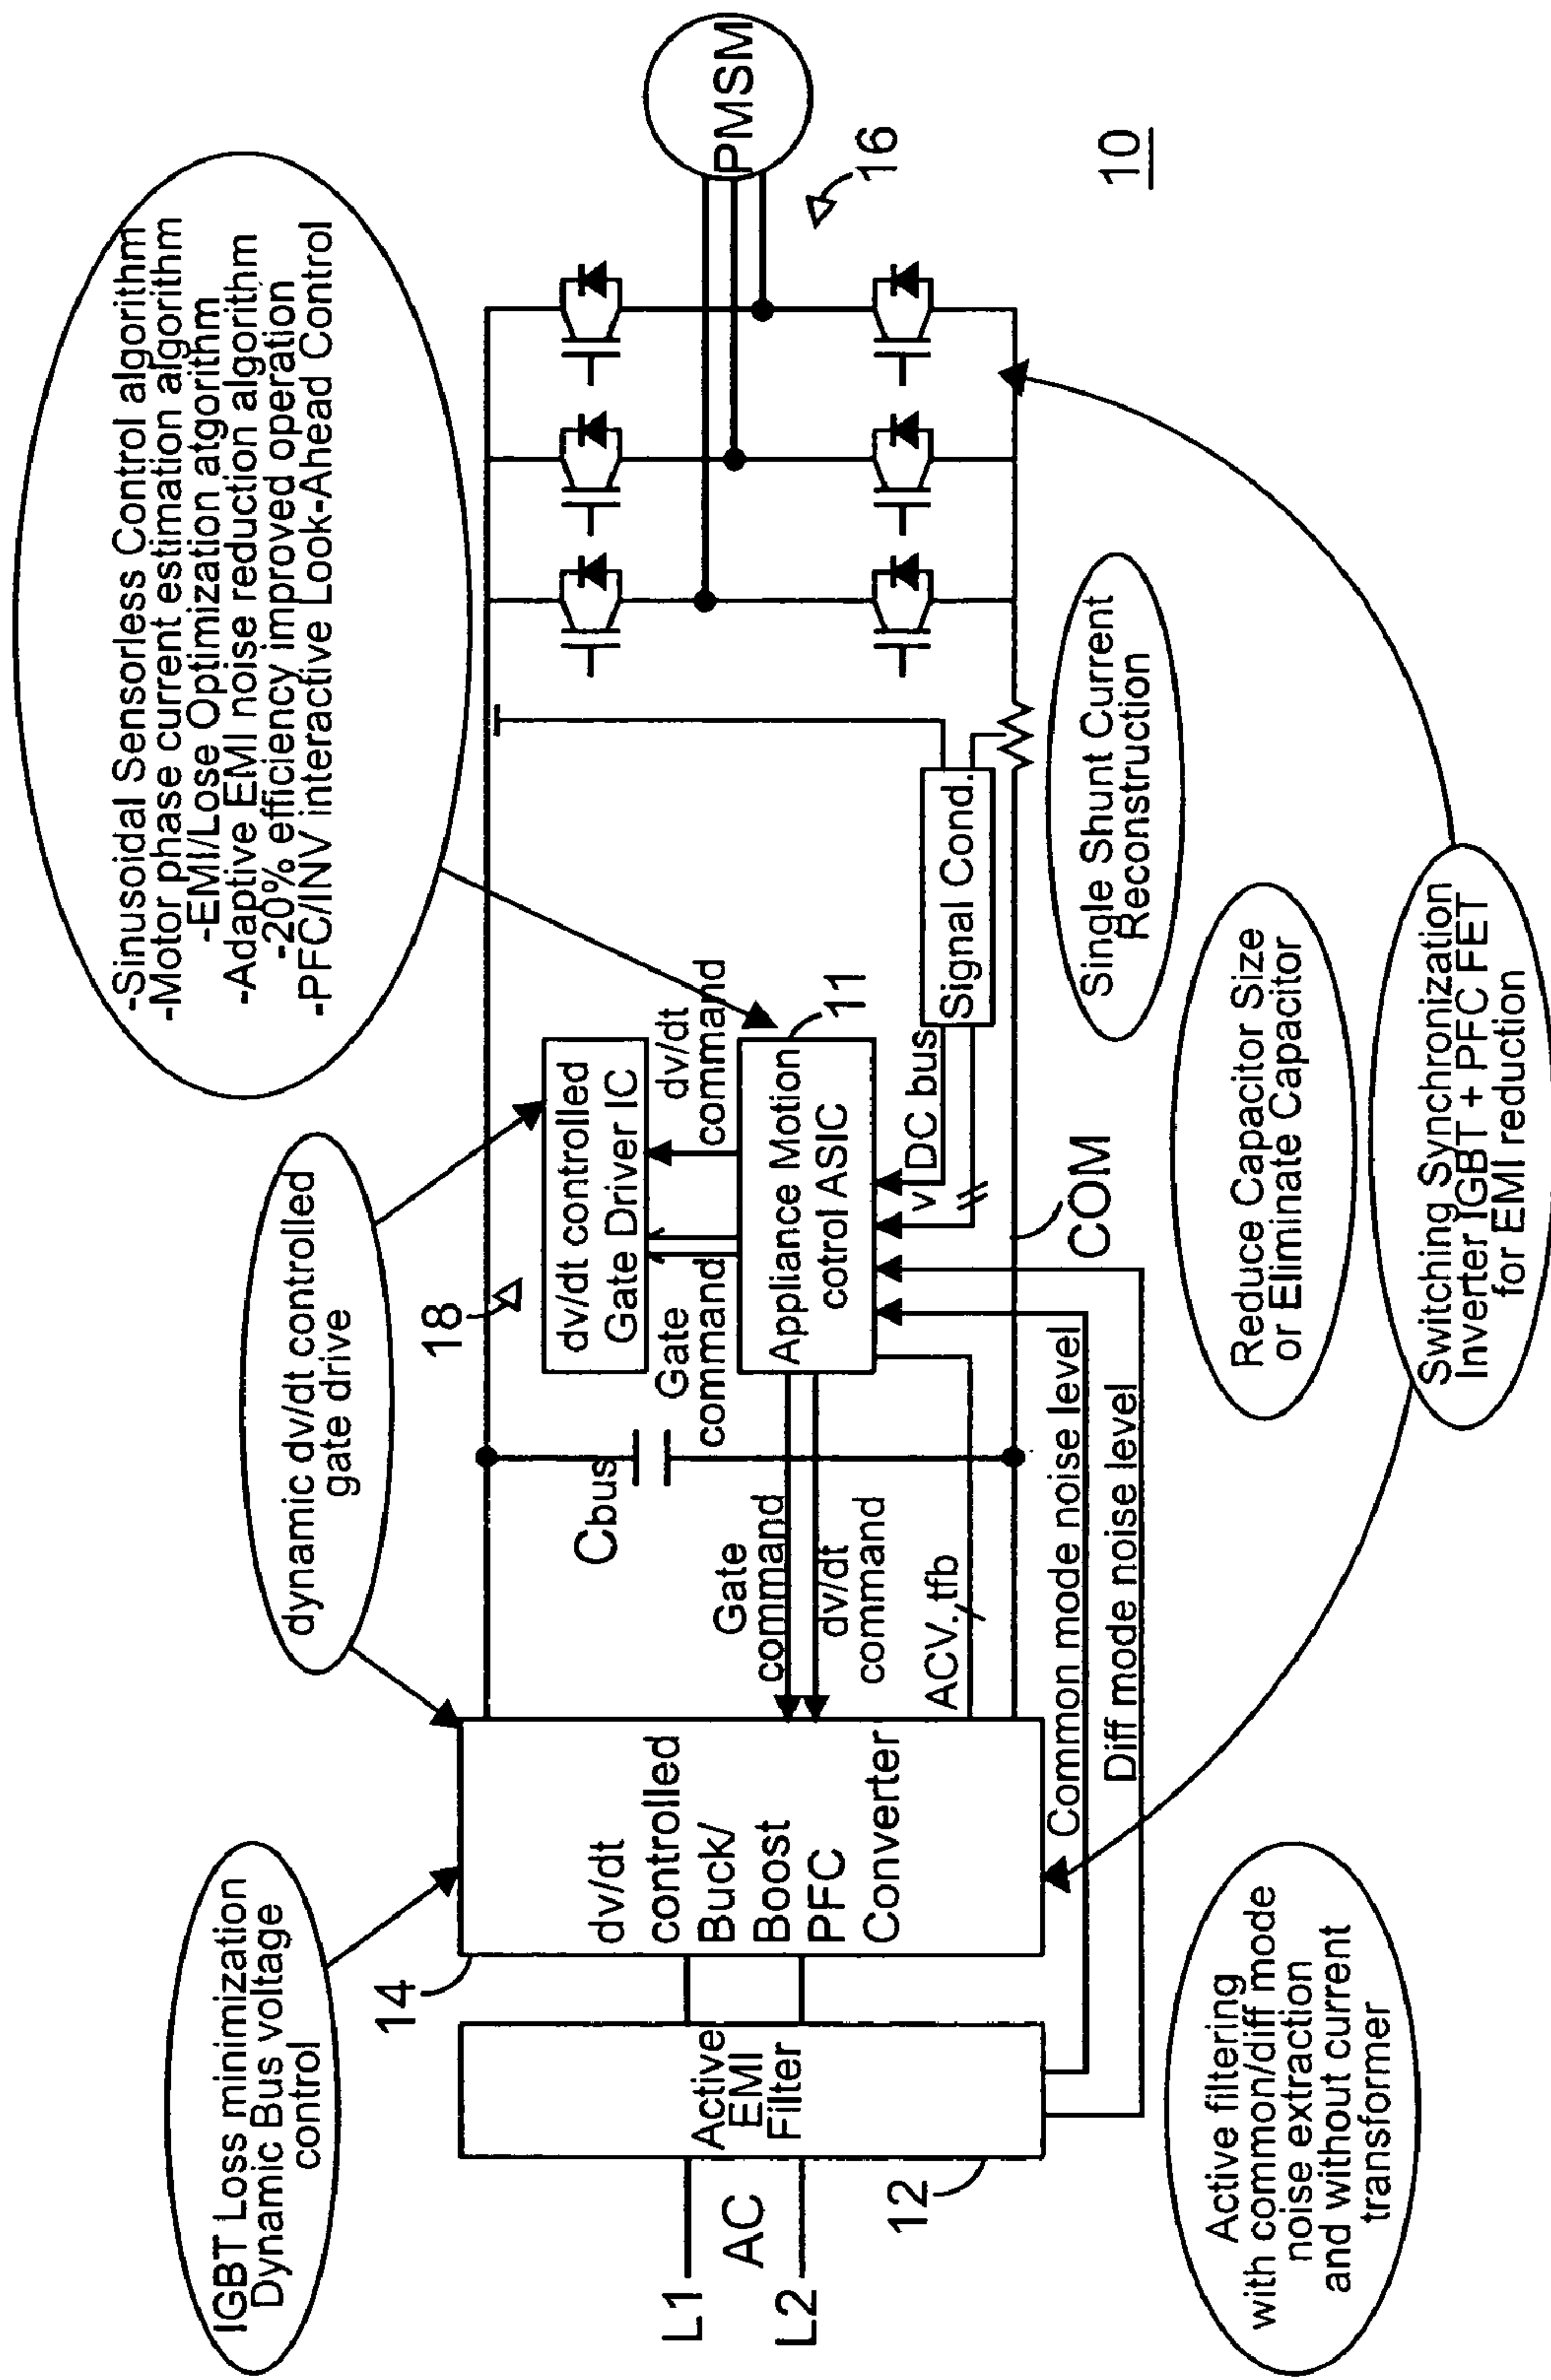 IGBT Loss minimization
Dynamic Bus voltage
control
dynamic dv/dt controlled
gate drive
-Sinusoidal Sensorless Control algorithm
-Motor phase current estimation algorithm
-EMI/Lose Optimization atgorithm
-Adaptive EMI noise reduction algorithm
-20% efficiency improved operation
-PFC/INV interactive Look-Ahead Control
14
18
L1
AC
L2
12
Active
EMI
Filter
dv/dt
controlled
Buck/
Boost
PFC
Converter
Cbus
Gate
command
dv/dt
command
ACV.tfb
dv/dt controlled
Gate Driver IC
Gate
command
dv/dt
command
Appliance Motion
cotrol ASIC
11
v DC bus
Signal Cond.
PMSM
16
10
COM
Common mode noise level
Diff mode noise level
Single Shunt Current
Reconstruction
Active filtering
with common/diff mode
noise extraction
and without current
transformer
Reduce Capacitor Size
or Eliminate Capacitor
Switching Synchronization
Inverter IGBT + PFC FET
for EMI reduction